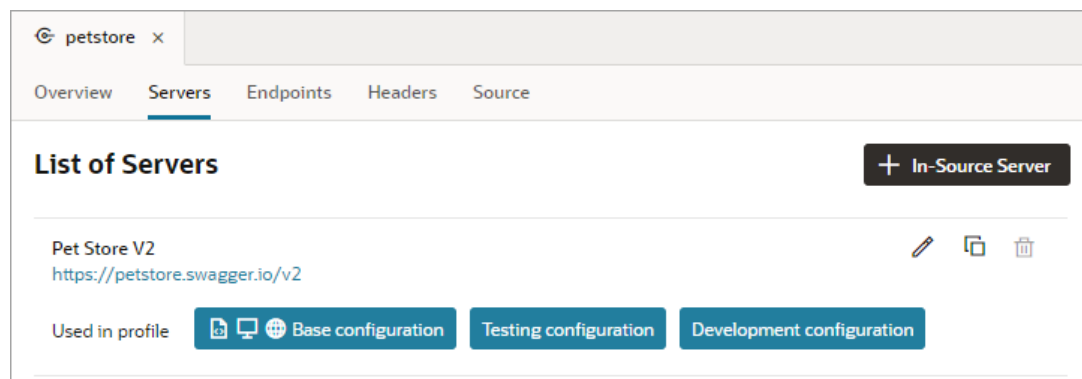 petstore
Overview Servers Endpoints Headers Source
List of Servers
In-Source Server
Pet Store V2
https://petstore.swagger.io/v2
Used in profile Base configuration Testing configuration Development configuration